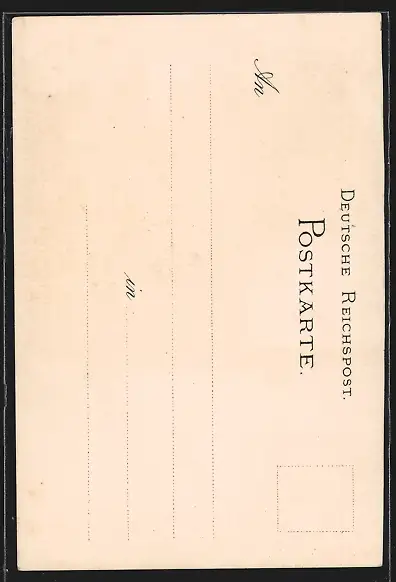 DEUTSCHE REICHSPOST.
POSTKARTE.
An
in